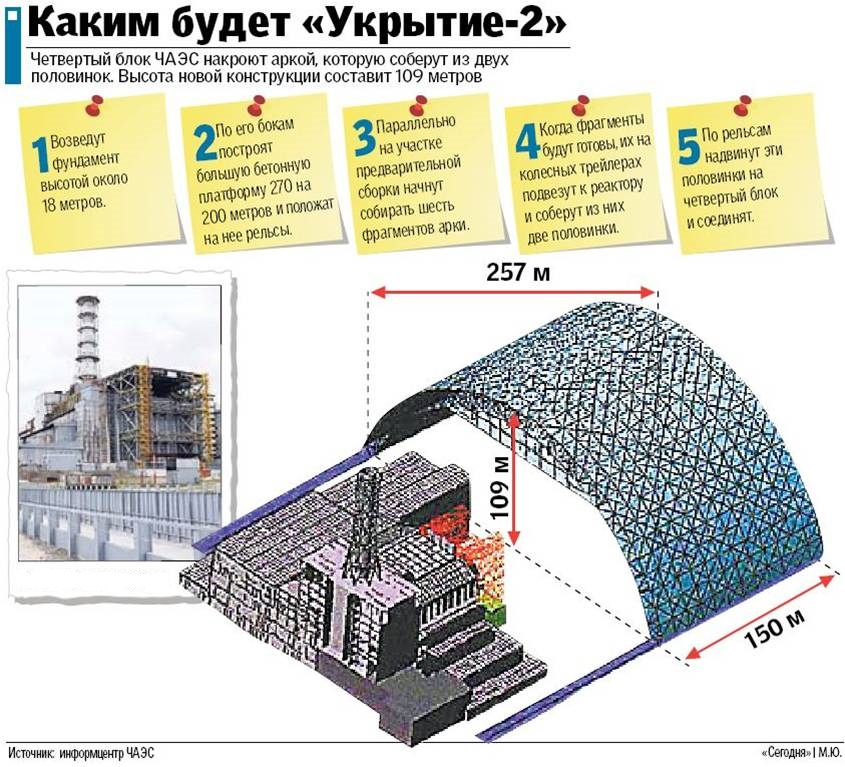 Каким будет «Укрытие-2»
Четвертый блок ЧАЭС накроют аркой, которую соберут из двух
половинок. Высота новой конструкции составит 109 метров
1 Возведут
фундамент
высотой около
18 метров.
2 По его бокам
построят
большую бетонную
платформу 270 на
200 метров и положат
на нее рельсы.
3 Параллельно
на участке
предварительной
сборки начнут
собирать шесть
фрагментов арки.
4 Когда фрагменты
будут готовы, их на
колесных трейлерах
подвезут к реактору
и соберут из них
две половинки.
5 По рельсам
надвинут эти
половинки на
четвертый блок
и соединят.
257 м
109 м
150 м
Источник: информцентр ЧАЭС
«Сегодня» | М.Ю.